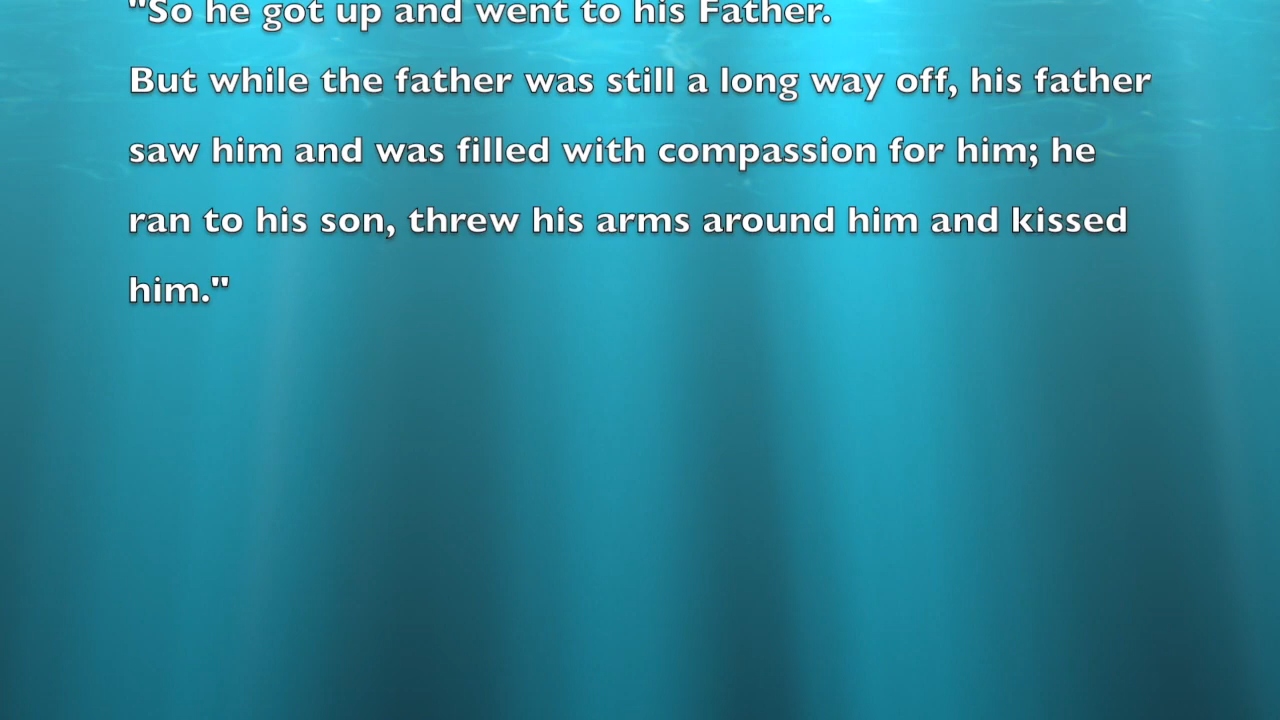 "So he got up and went to his Father.
But while the father was still a long way off, his father
saw him and was filled with compassion for him; he
ran to his son, threw his arms around him and kissed
him."